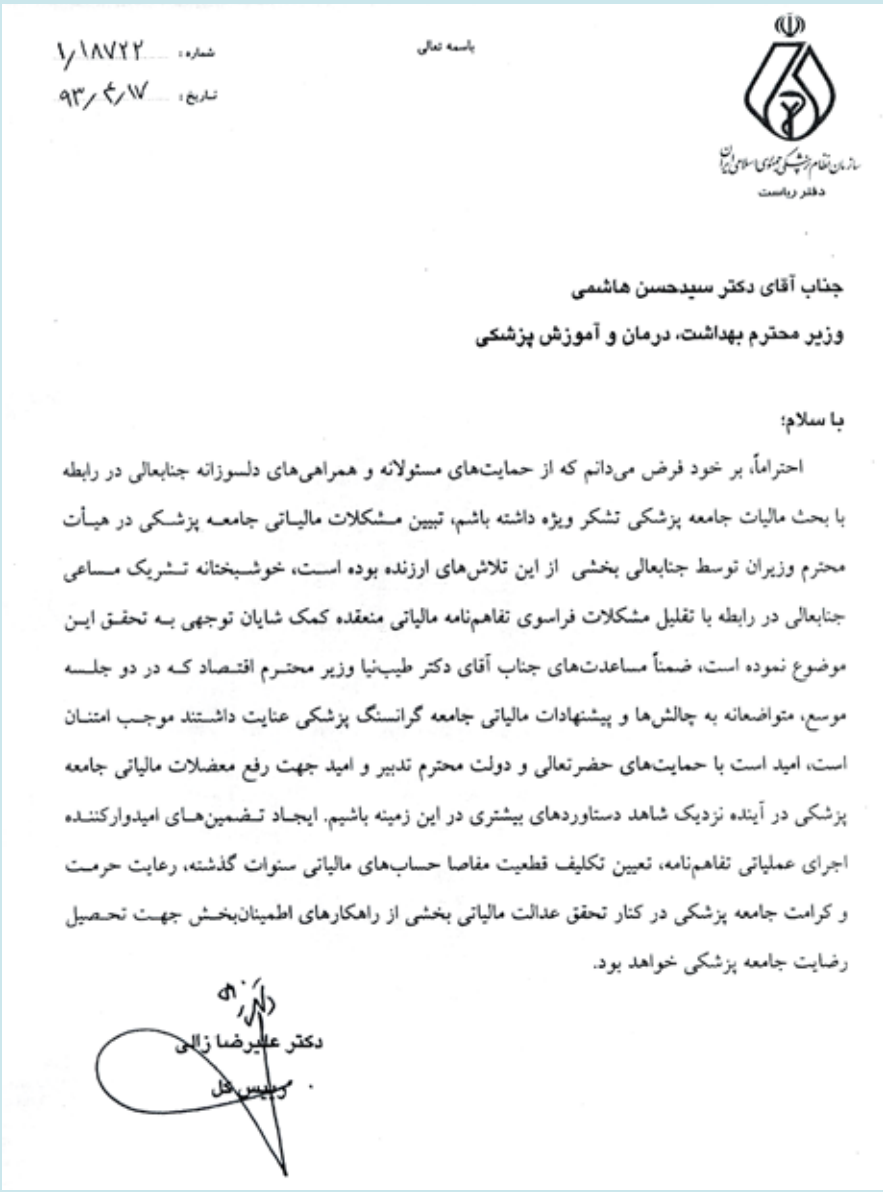 باسمه تعالی
شماره: ۱/۱۸۷۲۲
تاریخ: ۹۳/۴/۱۷
سازمان نظام پزشکی جمهوری اسلامی ایران
دفتر ریاست
جناب آقای دکتر سیدحسن هاشمی
وزیر محترم بهداشت، درمان و آموزش پزشکی
با سلام؛
احتراماً، بر خود فرض می‌دانم که از حمایت‌های مسئولانه و همراهی‌های دلسوزانه جنابعالی در رابطه
با بحث مالیات جامعه پزشکی تشکر ویژه داشته باشم، تبیین مشکلات مالیاتی جامعه پزشکی در هیأت
محترم وزیران توسط جنابعالی بخشی از این تلاش‌های ارزنده بوده است، خوشبختانه تشریک مساعی
جنابعالی در رابطه با تقلیل مشکلات فراسوی تفاهم‌نامه مالیاتی منعقده کمک شایان توجهی به تحقق این
موضوع نموده است، ضمناً مساعدت‌های جناب آقای دکتر طیب‌نیا وزیر محترم اقتصاد که در دو جلسه
موسع، متواضعانه به چالش‌ها و پیشنهادات مالیاتی جامعه گرانسنگ پزشکی عنایت داشتند موجب امتنان
است، امید است با حمایت‌های حضرتعالی و دولت محترم تدبیر و امید جهت رفع معضلات مالیاتی جامعه
پزشکی در آینده نزدیک شاهد دستاوردهای بیشتری در این زمینه باشیم. ایجاد تضمین‌های امیدوارکننده
اجرای عملیاتی تفاهم‌نامه، تعیین تکلیف قطعیت مفاصا حساب‌های مالیاتی سنوات گذشته، رعایت حرمت
و کرامت جامعه پزشکی در کنار تحقق عدالت مالیاتی بخشی از راهکارهای اطمینان‌بخش جهت تحصیل
رضایت جامعه پزشکی خواهد بود.
دکتر علیرضا زالی
رییس کل